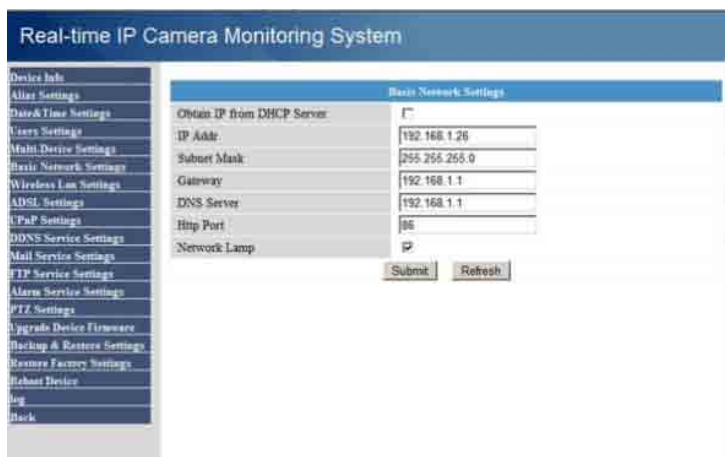 Real-time IP Camera Monitoring System
Device Info
Alias Settings
Date&Time Settings
Users Settings
Multi-Device Settings
Basic Network Settings
Wireless Lan Settings
ADSL Settings
UPnP Settings
DDNS Service Settings
Mail Service Settings
FTP Service Settings
Alarm Service Settings
PTZ Settings
Upgrade Device Firmware
Backup & Restore Settings
Restore Factory Settings
Reboot Device
log
Back
Basic Network Settings
Obtain IP from DHCP Server
IP Addr 192.168.1.26
Subnet Mask 255.255.255.0
Gateway 192.168.1.1
DNS Server 192.168.1.1
Http Port 86
Network Lamp
Submit Refresh